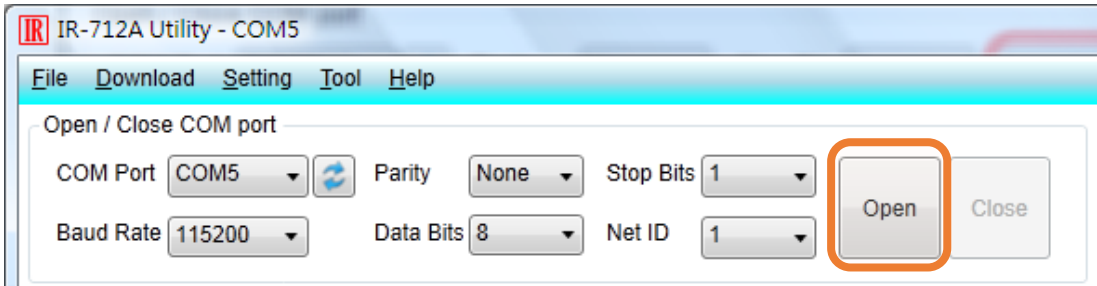 IR IR-712A Utility - COM5
File Download Setting Tool Help
Open / Close COM port
COM Port COM5 Parity None Stop Bits 1
Open Close
Baud Rate 115200 Data Bits 8 Net ID 1